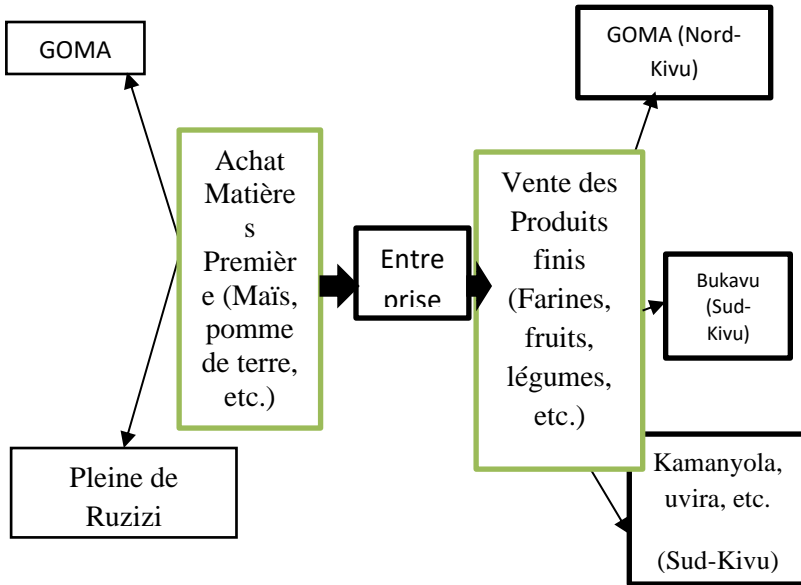 GOMA
Achat
Matière
s
Premièr
e (Maïs,
pomme
de terre,
etc.)
Pleine de
Ruzizi
Entre
prise
Vente des
Produits
finis
(Farines,
fruits,
légumes,
etc.)
GOMA (Nord-
Kivu)
Bukavu
(Sud-
Kivu)
Kamanyola,
uvira, etc.
(Sud-Kivu)